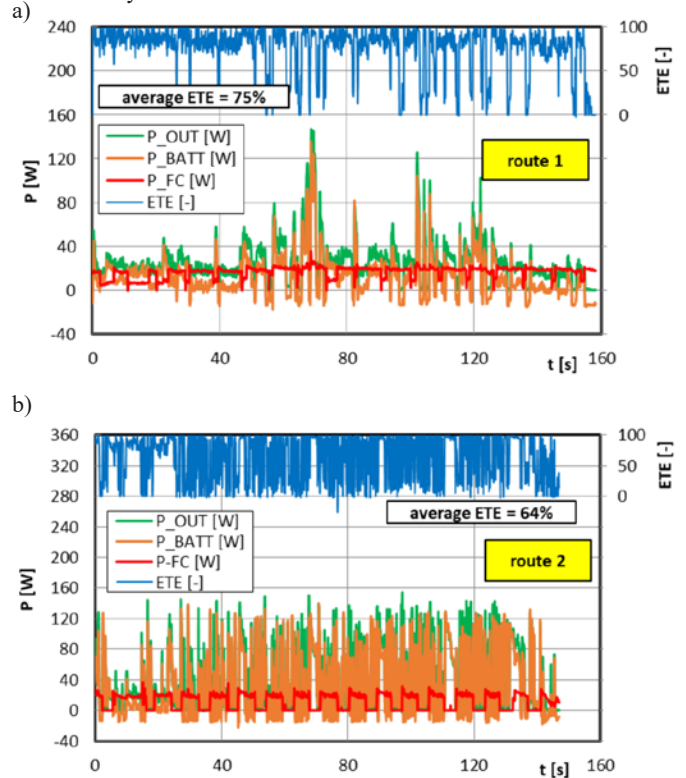 a)
240
200
160
120
80
40
0
-40
P [W]
100
50
0
ETE [-]
average ETE = 75%
P_OUT [W]
P_BATT [W]
P_FC [W]
ETE [-]
route 1
0 40 80 120 160
t [s]
b)
360
320
280
240
200
160
120
80
40
0
-40
P [W]
100
50
0
ETE [-]
average ETE = 64%
P_OUT [W]
P_BATT [W]
P-FC [W]
ETE [-]
route 2
0 40 80 120 160
t [s]